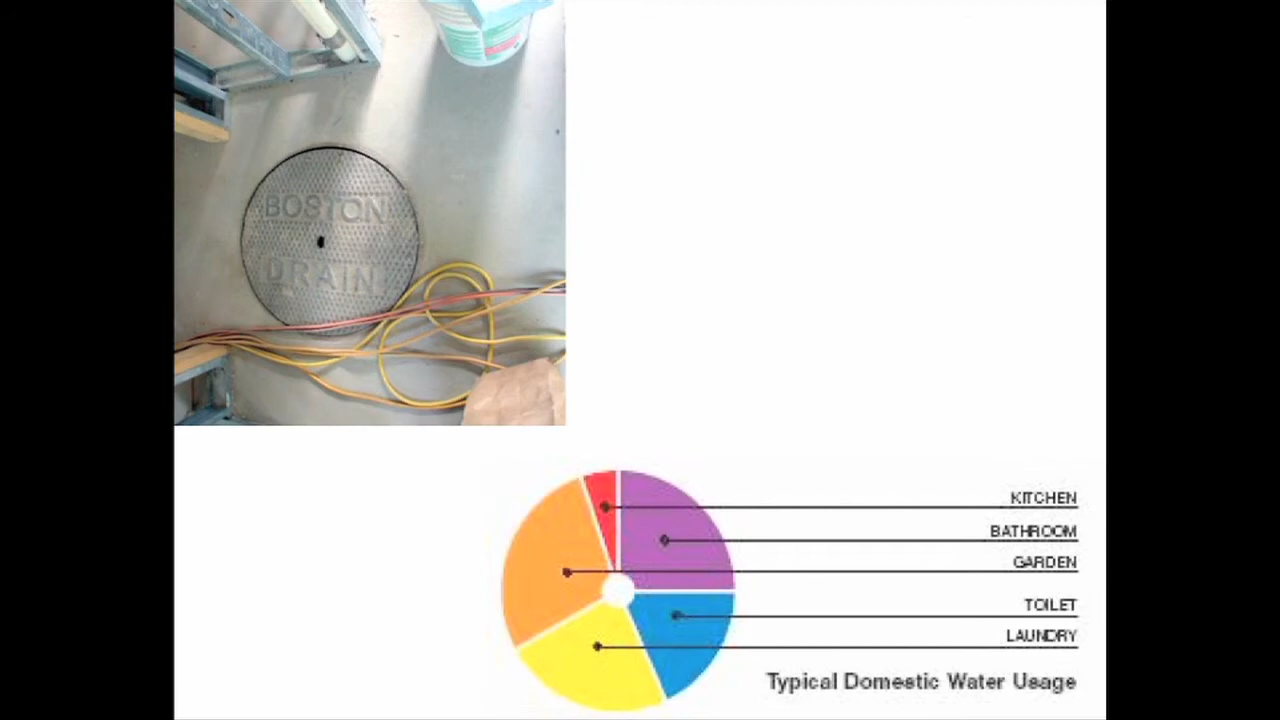 BOSTON
DRAIN
KITCHEN
BATHROOM
GARDEN
TOILET
LAUNDRY
Typical Domestic Water Usage